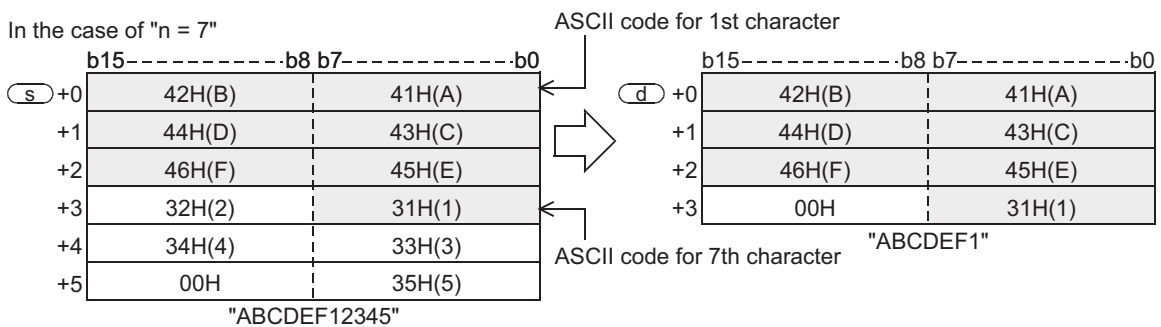 In the case of "n = 7"
ASCII code for 1st character
b15 b8 b7 b0
s +0 42H(B) 41H(A)
+1 44H(D) 43H(C)
+2 46H(F) 45H(E)
+3 32H(2) 31H(1)
+4 34H(4) 33H(3)
+5 00H 35H(5)
"ABCDEF12345"
ASCII code for 7th character
b15 b8 b7 b0
d +0 42H(B) 41H(A)
+1 44H(D) 43H(C)
+2 46H(F) 45H(E)
+3 00H 31H(1)
"ABCDEF1"